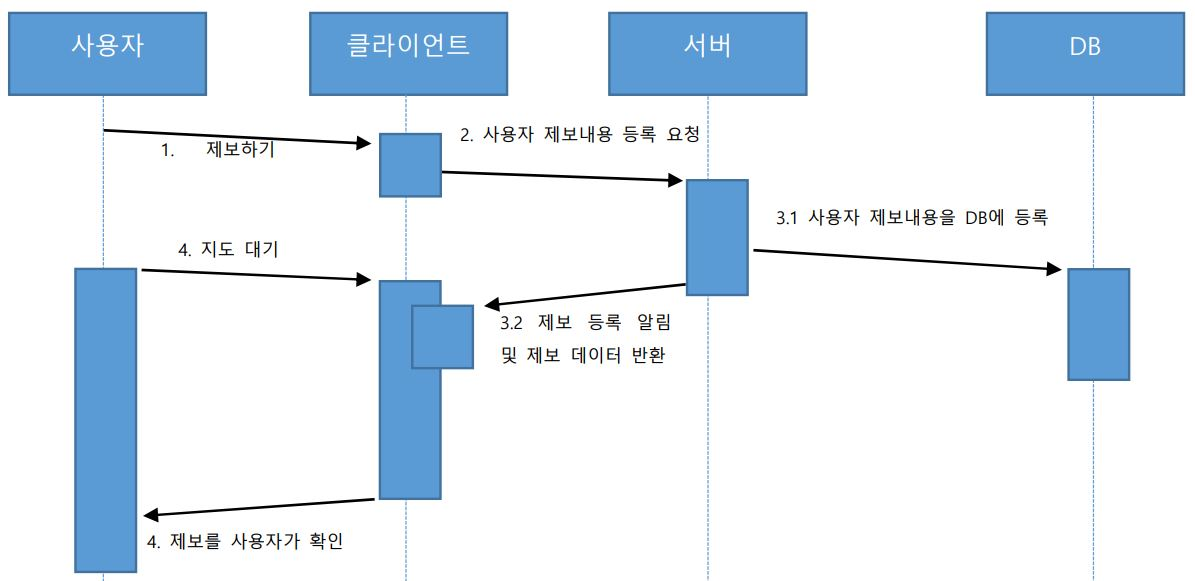 사용자
클라이언트
서버
DB
1. 제보하기
2. 사용자 제보내용 등록 요청
3.1 사용자 제보내용을 DB에 등록
4. 지도 대기
3.2 제보 등록 알림
및 제보 데이터 반환
4. 제보를 사용자가 확인